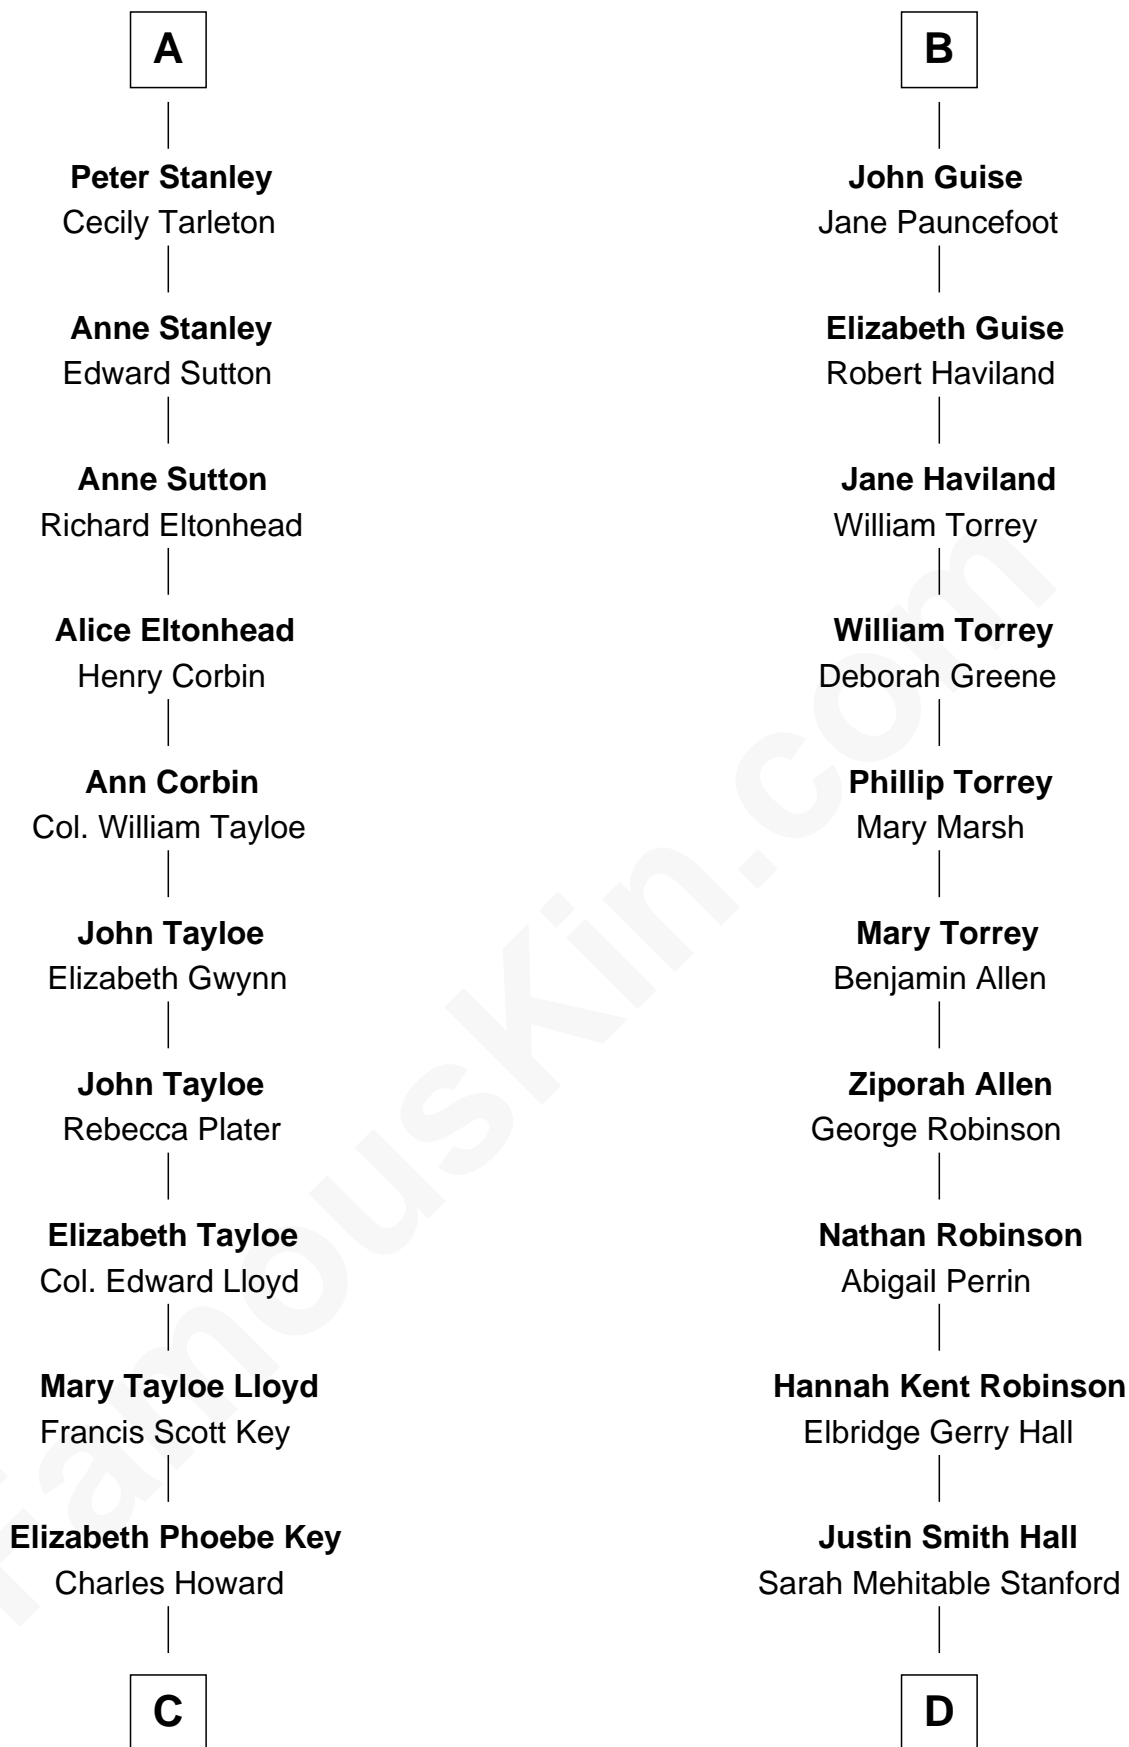 A
Peter Stanley
Cecily Tarleton
Anne Stanley
Edward Sutton
Anne Sutton
Richard Eltonhead
Alice Eltonhead
Henry Corbin
Ann Corbin
Col. William Tayloe
John Tayloe
Elizabeth Gwynn
John Tayloe
Rebecca Plater
Elizabeth Tayloe
Col. Edward Lloyd
Mary Tayloe Lloyd
Francis Scott Key
Elizabeth Phoebe Key
Charles Howard
C
B
John Guise
Jane Pauncefoot
Elizabeth Guise
Robert Haviland
Jane Haviland
William Torrey
William Torrey
Deborah Greene
Phillip Torrey
Mary Marsh
Mary Torrey
Benjamin Allen
Ziporah Allen
George Robinson
Nathan Robinson
Abigail Perrin
Hannah Kent Robinson
Elbridge Gerry Hall
Justin Smith Hall
Sarah Mehitable Stanford
D
FamousKin.com